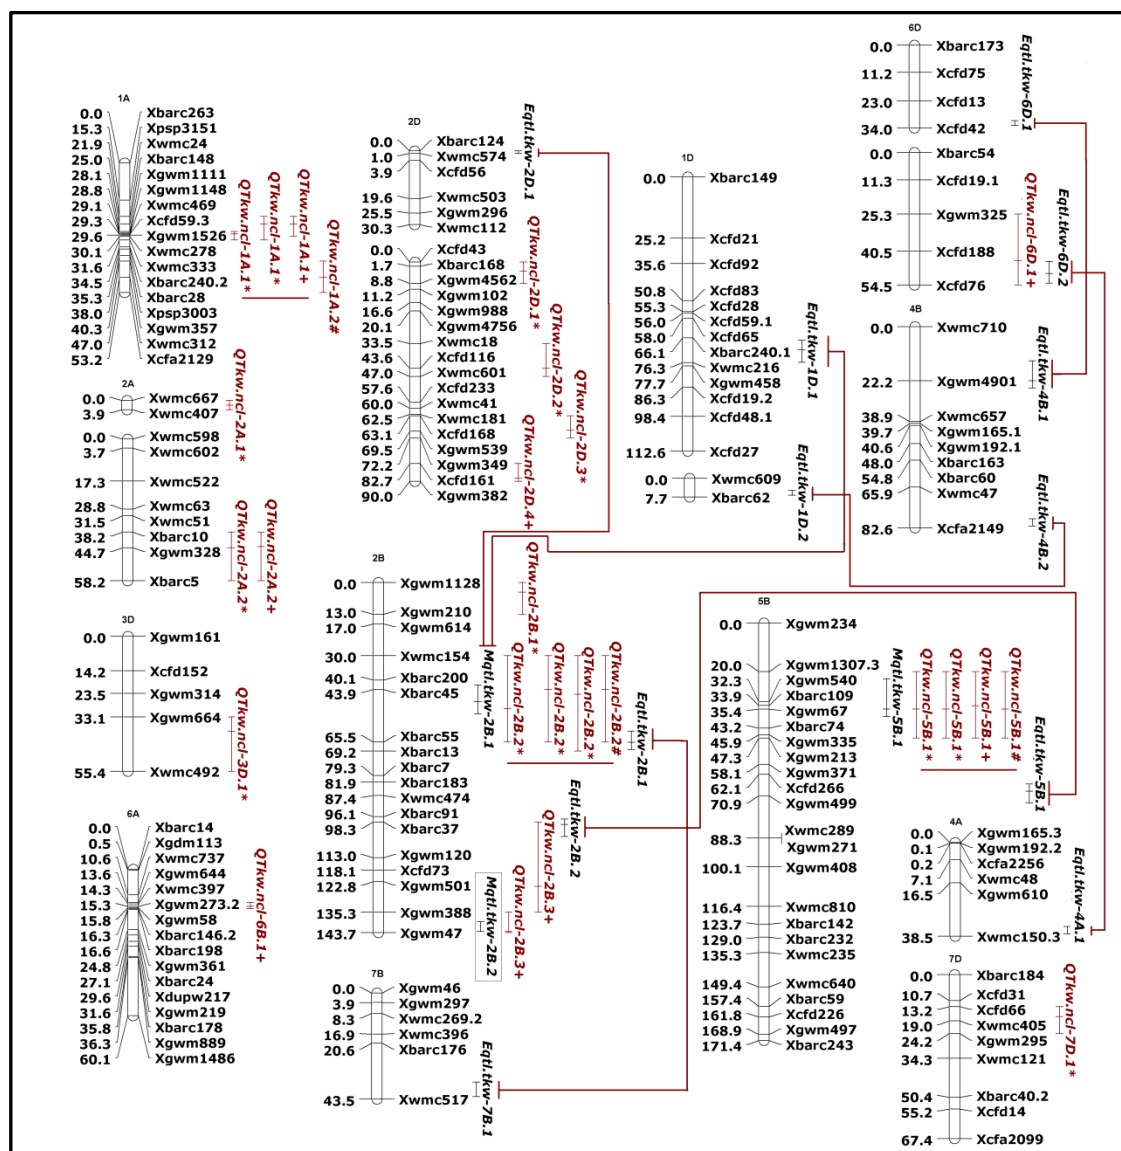 1A
0.0 Xbarc263
15.3 Xpsp3151
21.9 Xwmc24
25.0 Xbarc148
28.1 Xgwm1111
28.8 Xgwm1148
29.1 Xwmc469
29.3 Xcfd59.3
29.6 Xgwm1526
30.1 Xwmc278
31.6 Xwmc333
34.5 Xbarc240.2
35.3 Xbarc28
38.0 Xpsp3003
40.3 Xgwm357
47.0 Xwmc312
53.2 Xcfa2129
QTkw.ncl-1A.1*
QTkw.ncl-1A.1*
QTkw.ncl-1A.1+
QTkw.ncl-1A.2#
2A
0.0 Xwmc667
3.9 Xwmc407
0.0 Xwmc598
3.7 Xwmc602
17.3 Xwmc522
28.8 Xwmc63
31.5 Xwmc51
38.2 Xbarc10
44.7 Xgwm328
58.2 Xbarc5
QTkw.ncl-2A.1*
QTkw.ncl-2A.2*
QTkw.ncl-2A.2+
3D
0.0 Xgwm161
14.2 Xcfd152
23.5 Xgwm314
33.1 Xgwm664
55.4 Xwmc492
QTkw.ncl-3D.1*
6A
0.0 Xbarc14
0.5 Xgdm113
10.6 Xwmc737
13.6 Xgwm644
14.3 Xwmc397
15.3 Xgwm273.2
15.8 Xgwm58
16.3 Xbarc146.2
16.6 Xbarc198
24.8 Xgwm361
27.1 Xbarc24
29.6 Xdupw217
31.6 Xgwm219
35.8 Xbarc178
36.3 Xgwm889
60.1 Xgwm1486
QTkw.ncl-6B.1+
2D
0.0 Xbarc124
1.0 Xwmc574
3.9 Xcfd56
19.6 Xwmc503
25.5 Xgwm296
30.3 Xwmc112
Eqtl.tkw-2D.1
0.0 Xcfd43
1.7 Xbarc168
8.8 Xgwm4562
11.2 Xgwm102
16.6 Xgwm988
20.1 Xgwm4756
33.5 Xwmc18
43.6 Xcfd116
47.0 Xwmc601
57.6 Xcfd233
60.0 Xwmc41
62.5 Xwmc181
63.1 Xcfd168
69.5 Xgwm539
72.2 Xgwm349
82.7 Xcfd161
90.0 Xgwm382
QTkw.ncl-2D.1*
QTkw.ncl-2D.2*
QTkw.ncl-2D.3*
QTkw.ncl-2D.4+
2B
0.0 Xgwm1128
13.0 Xgwm210
17.0 Xgwm614
30.0 Xwmc154
40.1 Xbarc200
43.9 Xbarc45
65.5 Xbarc55
69.2 Xbarc13
79.3 Xbarc7
81.9 Xbarc183
87.4 Xwmc474
96.1 Xbarc91
98.3 Xbarc37
113.0 Xgwm120
118.1 Xcfd73
122.8 Xgwm501
135.3 Xgwm388
143.7 Xgwm47
QTkw.ncl-2B.1*
Mqtl.tkw-2B.1
QTkw.ncl-2B.2*
QTkw.ncl-2B.2*
QTkw.ncl-2B.2*
QTkw.ncl-2B.2#
Eqtl.tkw-2B.1
Eqtl.tkw-2B.2
QTkw.ncl-2B.3+
QTkw.ncl-2B.3+
Mqtl.tkw-2B.2
7B
0.0 Xgwm46
3.9 Xgwm297
8.3 Xwmc269.2
16.9 Xwmc396
20.6 Xbarc176
43.5 Xwmc517
Eqtl.tkw-7B.1
1D
0.0 Xbarc149
25.2 Xcfd21
35.6 Xcfd92
50.8 Xcfd83
55.3 Xcfd28
56.0 Xcfd59.1
58.0 Xcfd65
66.1 Xbarc240.1
76.3 Xwmc216
77.7 Xgwm458
86.3 Xcfd19.2
98.4 Xcfd48.1
112.6 Xcfd27
0.0 Xwmc609
7.7 Xbarc62
Eqtl.tkw-1D.1
Eqtl.tkw-1D.2
5B
0.0 Xgwm234
20.0 Xgwm1307.3
32.3 Xgwm540
33.9 Xbarc109
35.4 Xgwm67
43.2 Xbarc74
45.9 Xgwm335
47.3 Xgwm213
58.1 Xgwm371
62.1 Xcfd266
70.9 Xgwm499
88.3 Xwmc289
Xgwm271
100.1 Xgwm408
116.4 Xwmc810
123.7 Xbarc142
129.0 Xbarc232
135.3 Xwmc235
149.4 Xwmc640
157.4 Xbarc59
161.8 Xcfd226
168.9 Xgwm497
171.4 Xbarc243
Mqtl.tkw-5B.1
QTkw.ncl-5B.1*
QTkw.ncl-5B.1*
QTkw.ncl-5B.1+
QTkw.ncl-5B.1#
Eqtl.tkw-5B.1
6D
0.0 Xbarc173
11.2 Xcfd75
23.0 Xcfd13
34.0 Xcfd42
Eqtl.tkw-6D.1
0.0 Xbarc54
11.3 Xcfd19.1
25.3 Xgwm325
40.5 Xcfd188
54.5 Xcfd76
QTkw.ncl-6D.1+
Eqtl.tkw-6D.2
4B
0.0 Xwmc710
22.2 Xgwm4901
38.9 Xwmc657
39.7 Xgwm165.1
40.6 Xgwm192.1
48.0 Xbarc163
54.8 Xbarc60
65.9 Xwmc47
82.6 Xcfa2149
Eqtl.tkw-4B.1
Eqtl.tkw-4B.2
4A
0.0 Xgwm165.3
0.1 Xgwm192.2
0.2 Xcfa2256
7.1 Xwmc48
16.5 Xgwm610
38.5 Xwmc150.3
Eqtl.tkw-4A.1
7D
0.0 Xbarc184
10.7 Xcfd31
13.2 Xcfd66
19.0 Xwmc405
24.2 Xgwm295
34.3 Xwmc121
50.4 Xbarc40.2
55.2 Xcfd14
67.4 Xcfa2099
QTkw.ncl-7D.1*